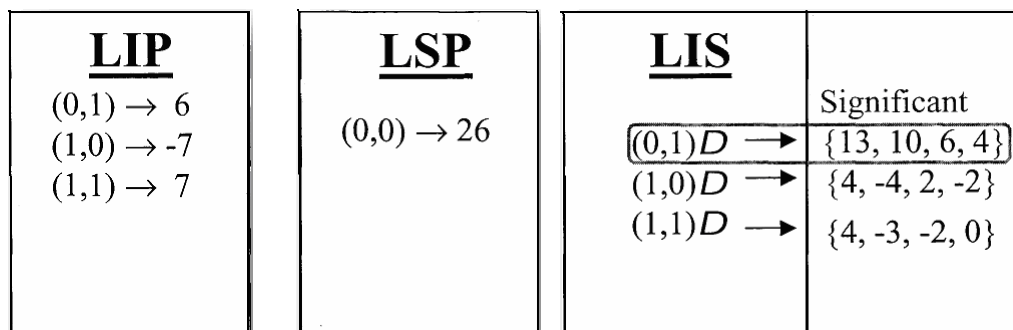 LIP
(0,1) → 6
(1,0) → -7
(1,1) → 7
LSP
(0,0) → 26
LIS
Significant
(0,1)D → {13, 10, 6, 4}
(1,0)D → {4, -4, 2, -2}
(1,1)D → {4, -3, -2, 0}